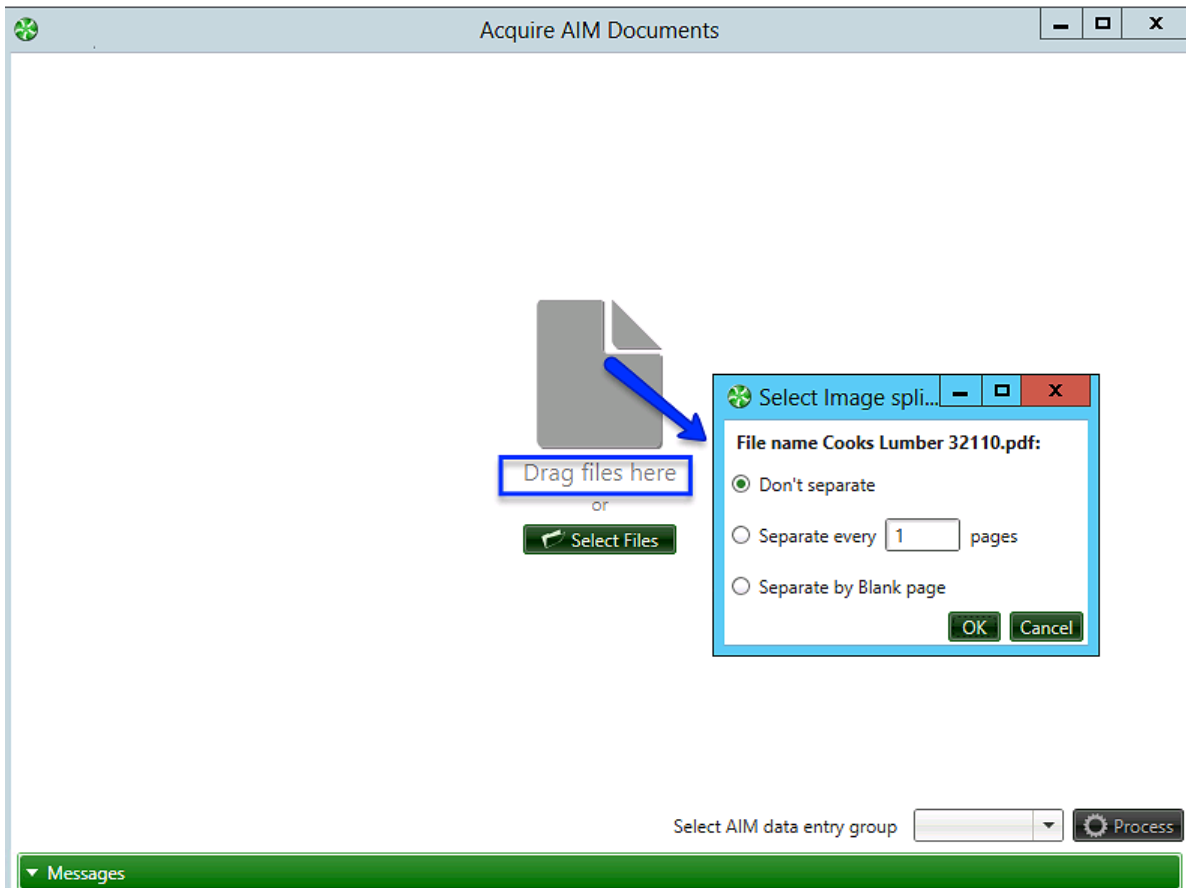 Acquire AIM Documents
Drag files here
or
Select Files
Select Image spli...
File name Cooks Lumber 32110.pdf:
Don't separate
Separate every 1 pages
Separate by Blank page
OK Cancel
Select AIM data entry group Process
Messages